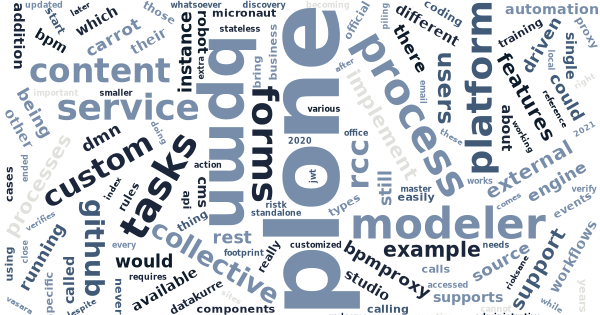 updated
start
later
which
those
whatsoever
discovery
becoming
official
coding
automation
addition
bpm
carrot
their
instance
robot
extra
micronaut
stateless
bring
business
piling
there
different
platform
training
driven
single
proxy
local
content
important
smaller
service
bpmn
plone
forms
after
process
implement
email
users
features
could
reference
right
being
other
dmn
doing
custom
tasks
various
2020
office
rcc
these
about
working
2021
processes
cases
ended
index
rules
action
api
cms
jwt
still
master
easily
works
external
engine
verify
verifies
close
github
thing
ristk
standalone
types
modeler
comes
events
running
every
rest
collective
footprint
really
customized
bpmproxy
example
needs
source
workflows
using
called
would
requires
available
datakurre
sites
studio
calls
accessed
supports
rioksane
support
years
vasara
never
components
calling
cannot
while